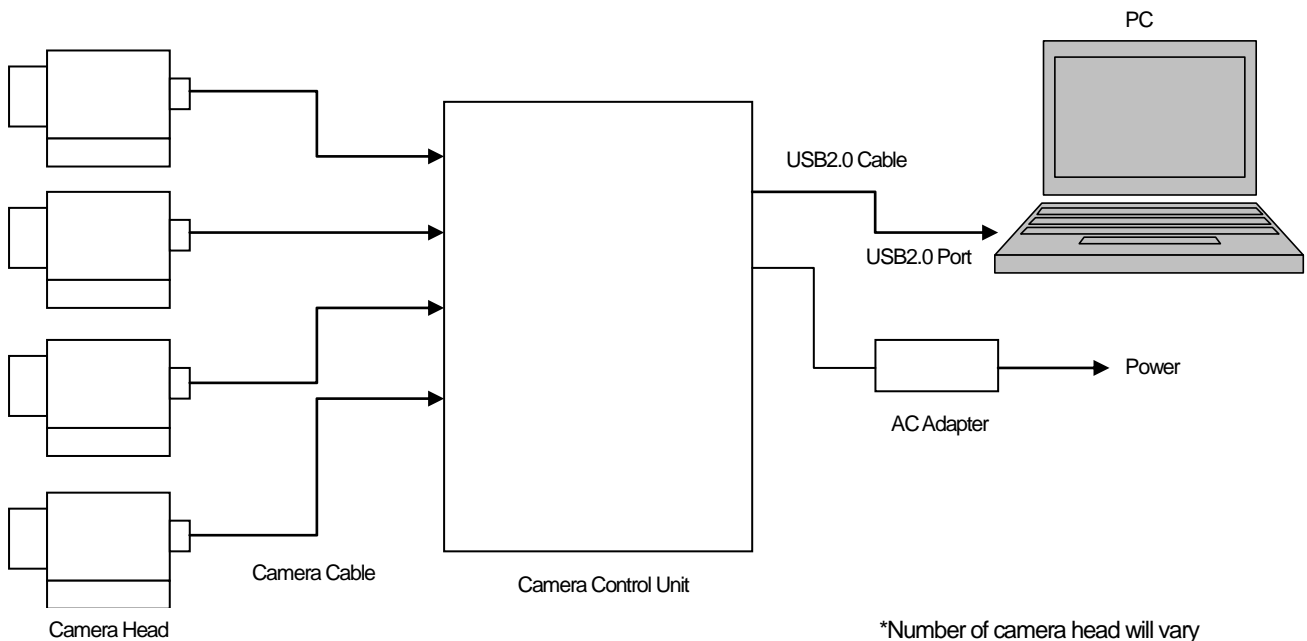 PC
USB2.0 Cable
USB2.0 Port
Power
AC Adapter
Camera Cable
Camera Control Unit
Camera Head
*Number of camera head will vary